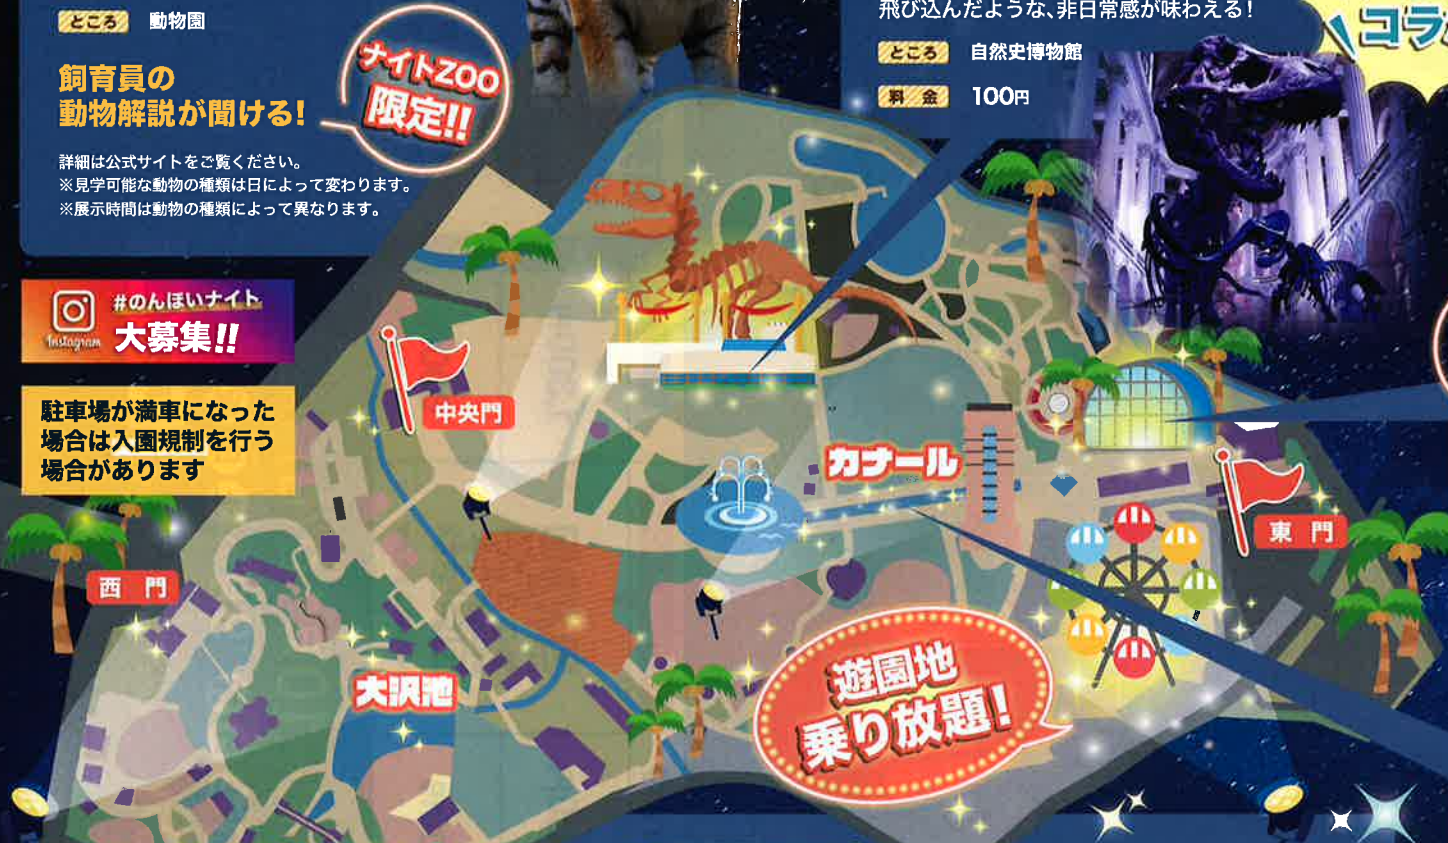 ところ 動物園
飼育員の
動物解説が聞ける!
詳細は公式サイトをご覧ください。
※見学可能な動物の種類は日によって変わります。
※展示時間は動物の種類によって異なります。
ナイトZOO
限定!!
飛び込んだような、非日常感が味わえる!
ところ 自然史博物館
料金 100円
コラ
Instagram
#のんほいナイト
大募集!!
駐車場が満車になった
場合は入園規制を行う
場合があります
中央門
カナール
東門
西門
大沢池
遊園地
乗り放題!